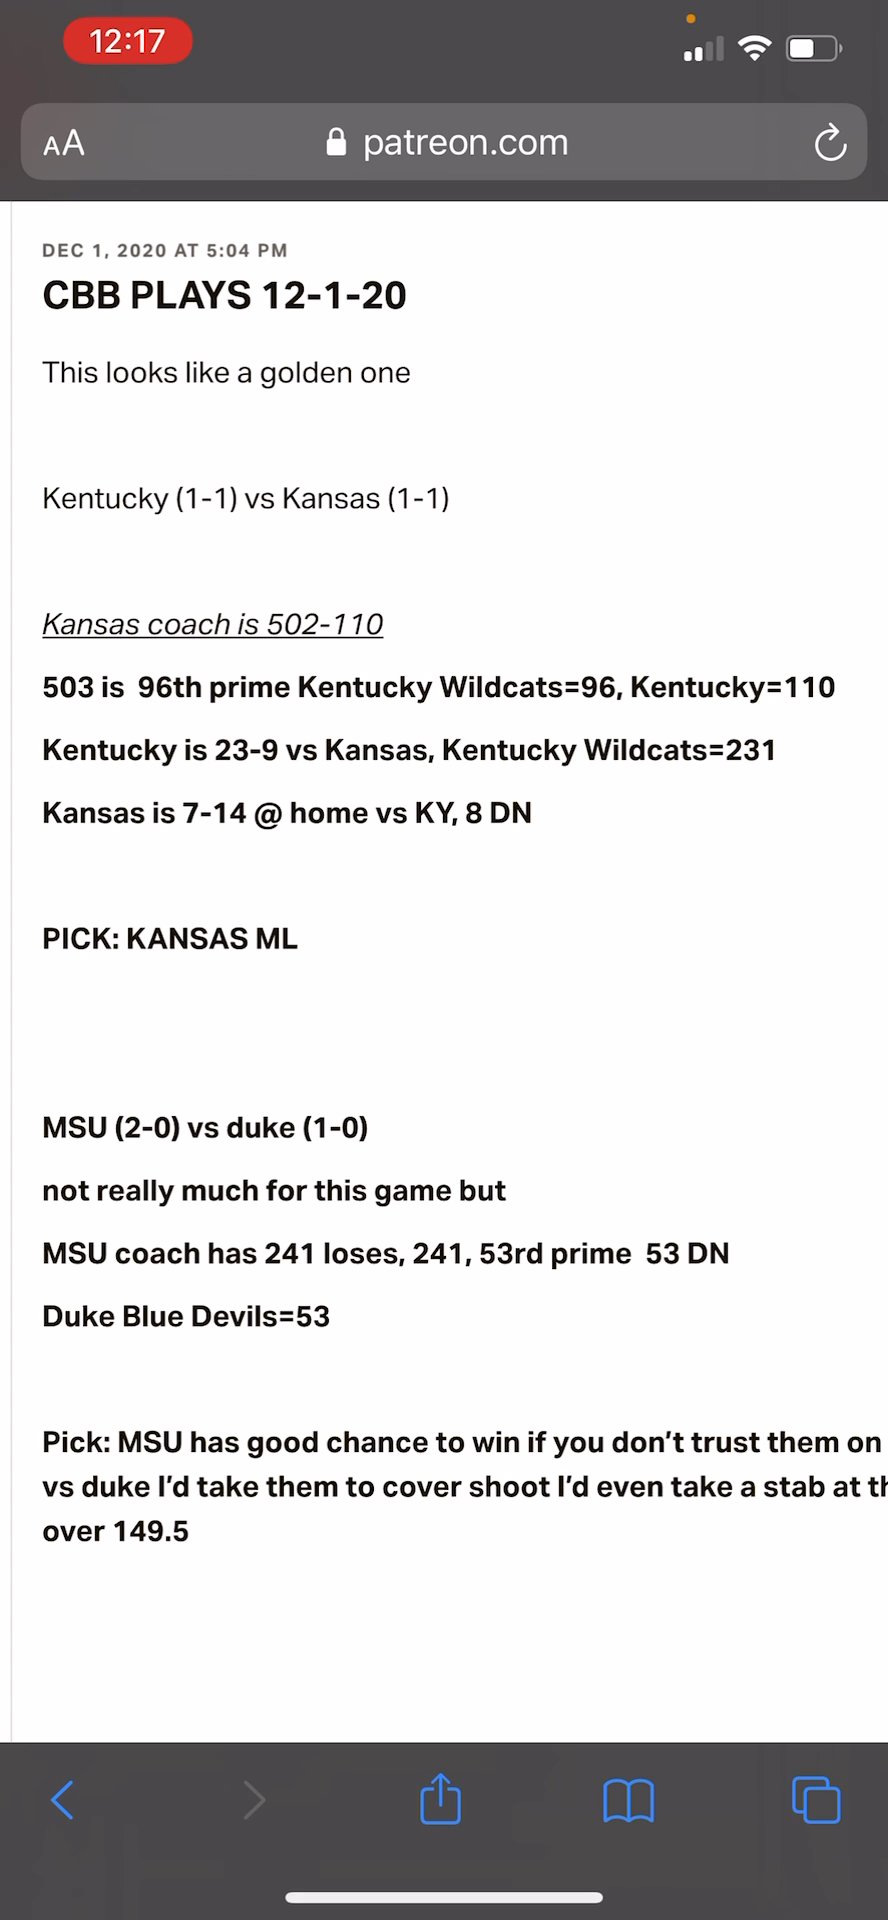 12:17
AA patreon.com
DEC 1, 2020 AT 5:04 PM
CBB PLAYS 12-1-20
This looks like a golden one
Kentucky (1-1) vs Kansas (1-1)
Kansas coach is 502-110
503 is 96th prime Kentucky Wildcats=96, Kentucky=110
Kentucky is 23-9 vs Kansas, Kentucky Wildcats=231
Kansas is 7-14 @ home vs KY, 8 DN
PICK: KANSAS ML
MSU (2-0) vs duke (1-0)
not really much for this game but
MSU coach has 241 loses, 241, 53rd prime 53 DN
Duke Blue Devils=53
Pick: MSU has good chance to win if you don't trust them on
vs duke I'd take them to cover shoot I'd even take a stab at
over 149.5